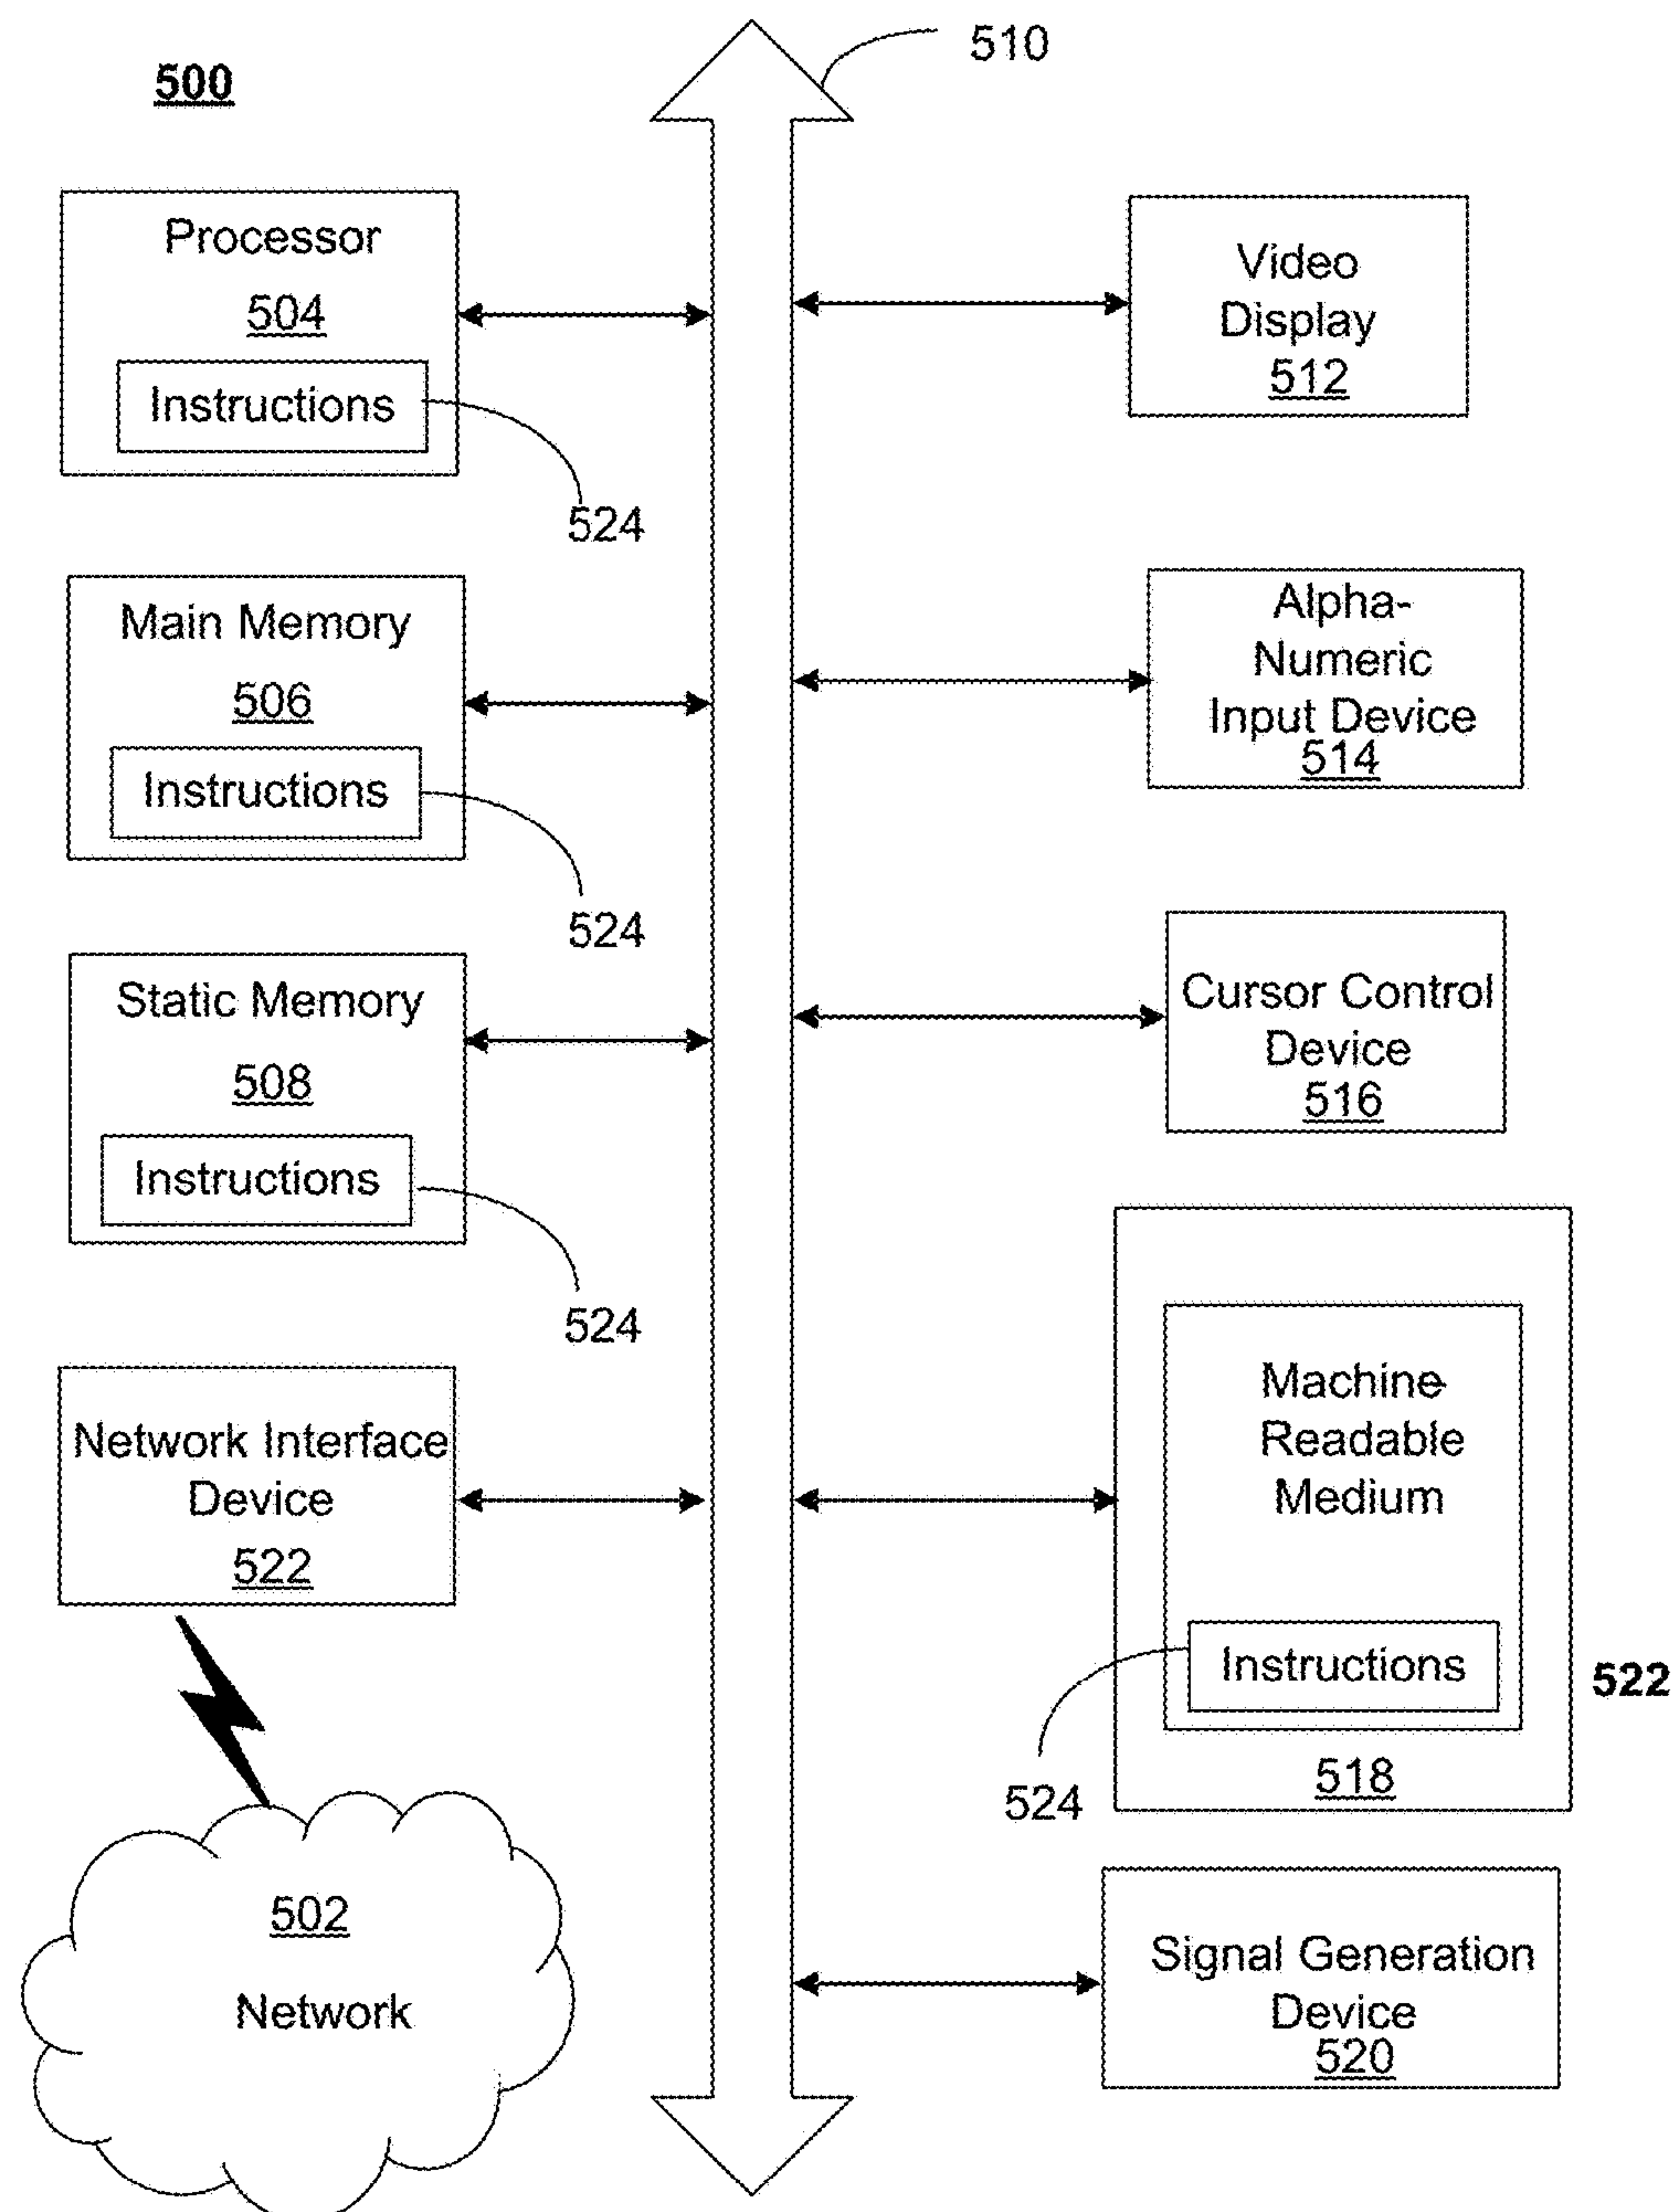 500
510
Processor
504
Instructions
524
Main Memory
506
Instructions
524
Static Memory
508
Instructions
524
Network Interface
Device
522
502
Network
Video
Display
512
Alpha-
Numeric
Input Device
514
Cursor Control
Device
516
Machine-
Readable
Medium
Instructions
522
524
518
Signal Generation
Device
520